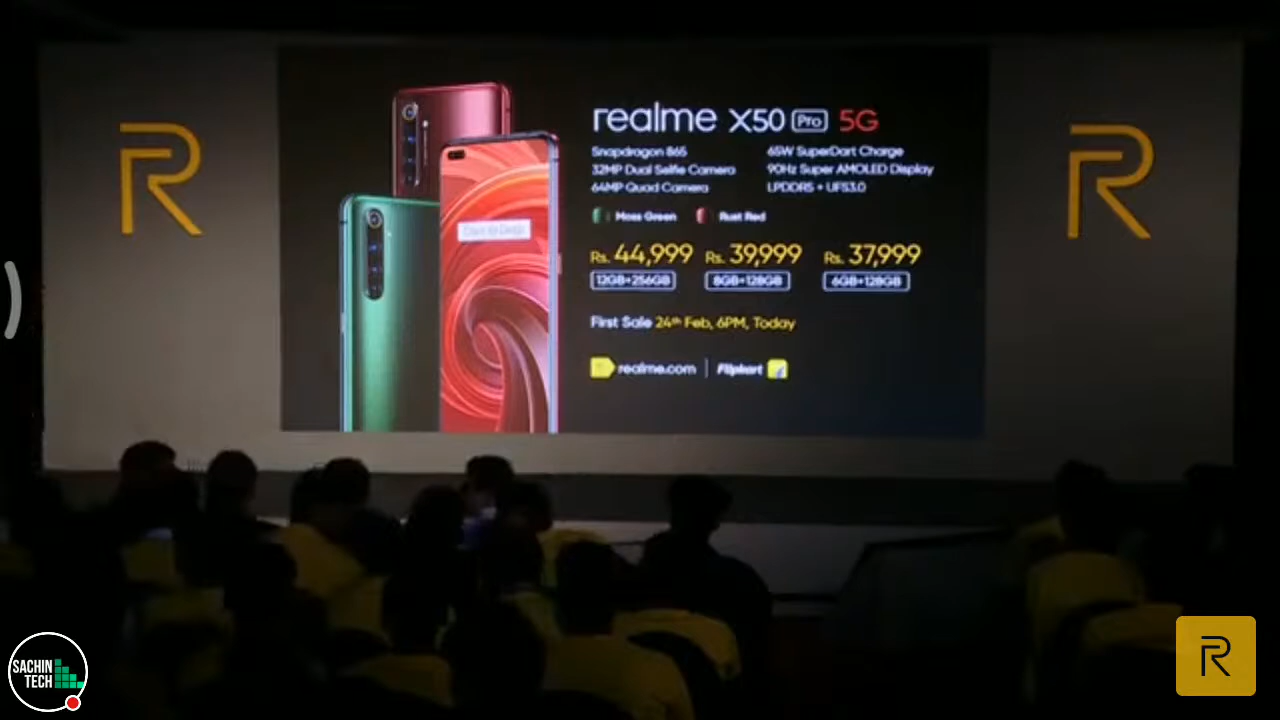 realme X50 Pro 5G
Snapdragon 865
65W SuperDart Charge
32MP Dual Selfie Camera
90Hz Super AMOLED Display
64MP Quad Camera
LPDDR5 + UFS3.0
Moss Green
Rust Red
Rs. 44,999
Rs. 39,999
Rs. 37,999
12GB+256GB
8GB+128GB
6GB+128GB
First Sale 24th Feb, 6PM, Today
realme.com | Flipkart
SACHIN
TECH